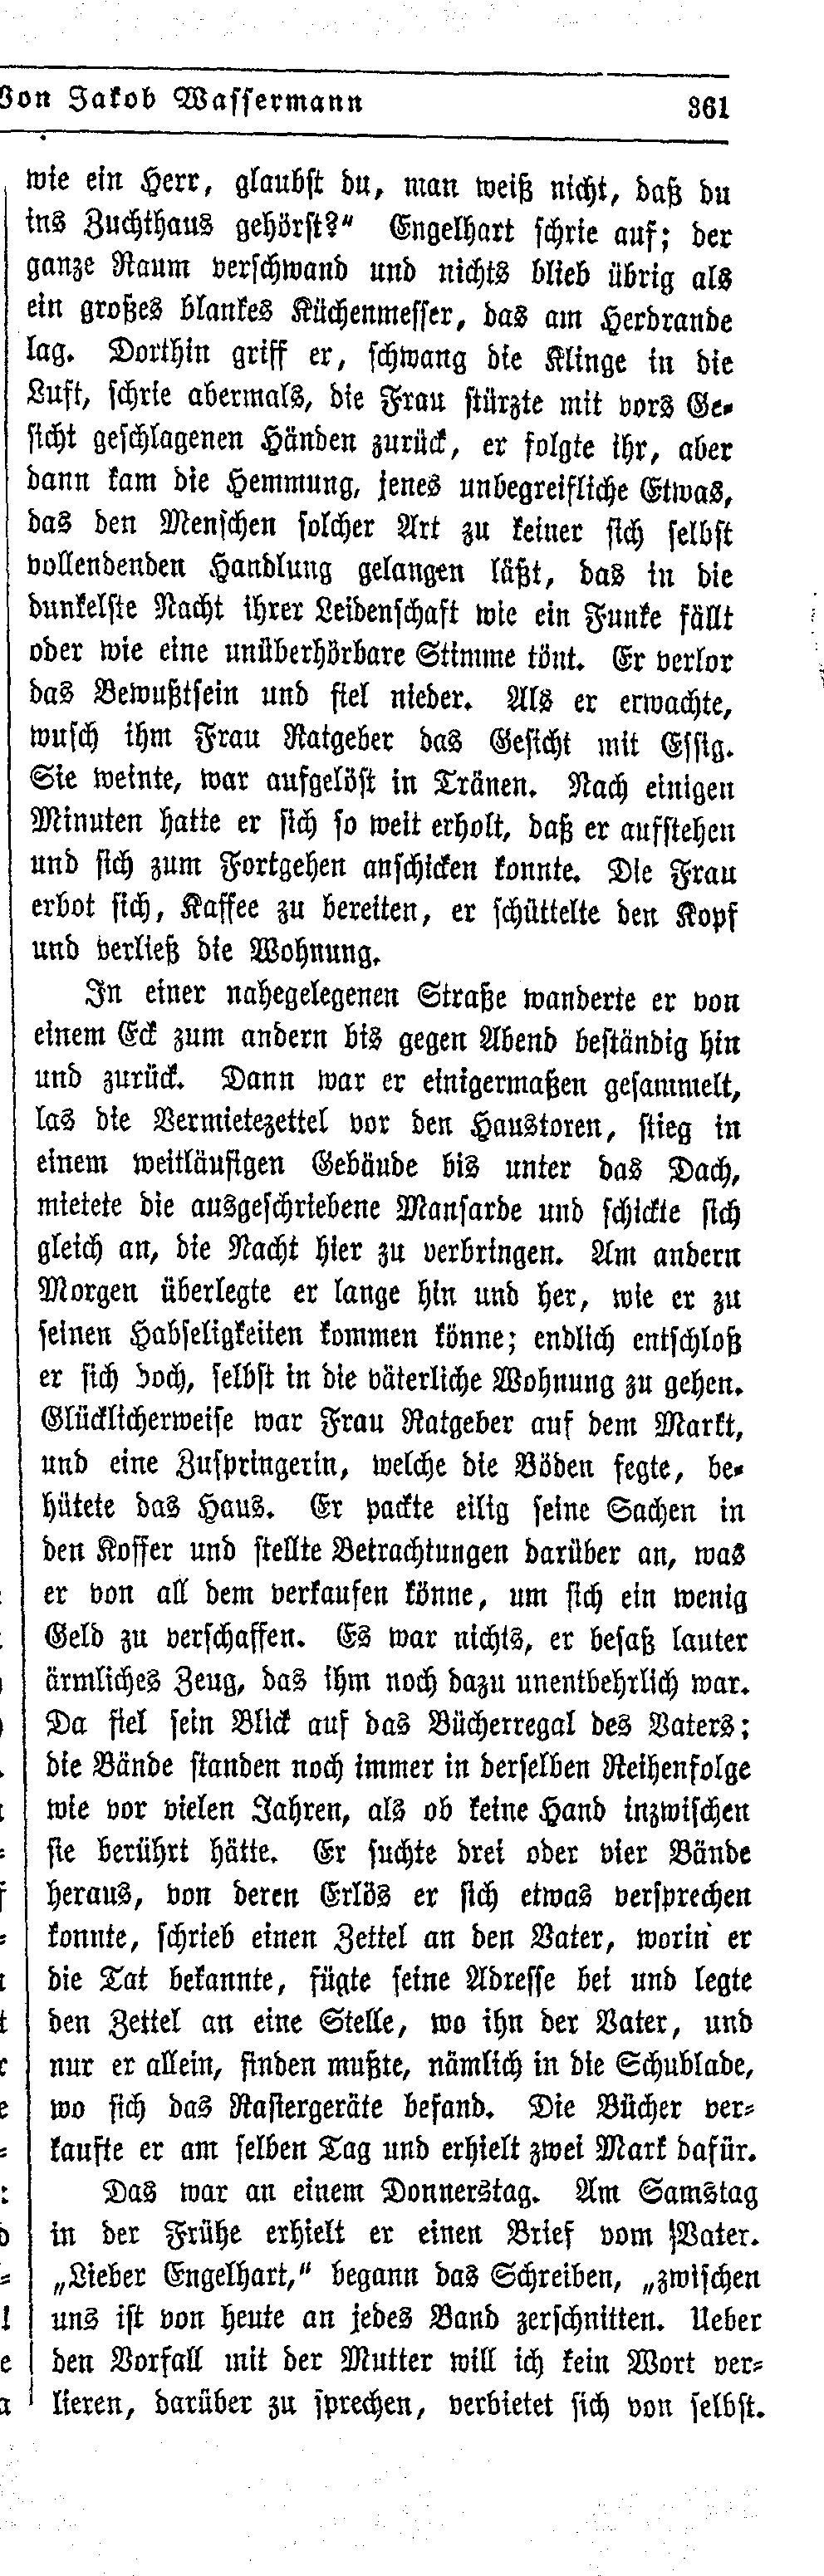 Von Jakob Wassermann 361
wie ein Herr, glaubst du, man weiß nicht, daß du
ins Zuchthaus gehörst?“ Engelhart schrie auf; der
ganze Raum verschwand und nichts blieb übrig als
ein großes blankes Küchenmesser, das am Herdrande
lag. Dorthin griff er, schwang die Klinge in die
Luft, schrie abermals, die Frau stürzte mit vors Ge-
sicht geschlagenen Händen zurück, er folgte ihr, aber
dann kam die Hemmung, jenes unbegreifliche Etwas,
das den Menschen solcher Art zu keiner sich selbst
vollendenden Handlung gelangen läßt, das in die
dunkelste Nacht ihrer Leidenschaft wie ein Funke fällt
oder wie eine unüberhörbare Stimme tönt. Er verlor
das Bewußtsein und fiel nieder. Als er erwachte,
wusch ihm Frau Ratgeber das Gesicht mit Essig.
Sie weinte, war aufgelöst in Tränen. Nach einigen
Minuten hatte er sich so weit erholt, daß er aufstehen
und sich zum Fortgehen anschicken konnte. Die Frau
erbot sich, Kaffee zu bereiten, er schüttelte den Kopf
und verließ die Wohnung.
In einer nahegelegenen Straße wanderte er von
einem Eck zum andern bis gegen Abend beständig hin
und zurück. Dann war er einigermaßen gesammelt,
las die Vermietezettel vor den Haustoren, stieg in
einem weitläufigen Gebäude bis unter das Dach,
mietete die ausgeschriebene Mansarde und schickte sich
gleich an, die Nacht hier zu verbringen. Am andern
Morgen überlegte er lange hin und her, wie er zu
seinen Habseligkeiten kommen könne; endlich entschloß
er sich doch, selbst in die väterliche Wohnung zu gehen.
Glücklicherweise war Frau Ratgeber auf dem Markt,
und eine Zuspringerin, welche die Böden fegte, be-
hütete das Haus. Er packte eilig seine Sachen in
den Koffer und stellte Betrachtungen darüber an, was
er von all dem verkaufen könne, um sich ein wenig
Geld zu verschaffen. Es war nichts, er besaß lauter
ärmliches Zeug, das ihm noch dazu unentbehrlich war.
Da fiel sein Blick auf das Bücherregal des Vaters;
die Bände standen noch immer in derselben Reihenfolge
wie vor vielen Jahren, als ob keine Hand inzwischen
sie berührt hätte. Er suchte drei oder vier Bände
heraus, von deren Erlös er sich etwas versprechen
konnte, schrieb einen Zettel an den Vater, worin er
die Tat bekannte, fügte seine Adresse bei und legte
den Zettel an eine Stelle, wo ihn der Vater, und
nur er allein, finden mußte, nämlich in die Schublade,
wo sich das Rasiergeräte befand. Die Bücher ver-
kaufte er am selben Tag und erhielt zwei Mark dafür.
Das war an einem Donnerstag. Am Samstag
in der Frühe erhielt er einen Brief vom Vater.
„Lieber Engelhart,“ begann das Schreiben, „zwischen
uns ist von heute an jedes Band zerschnitten. Ueber
den Vorfall mit der Mutter will ich kein Wort ver-
lieren, darüber zu sprechen, verbietet sich von selbst.